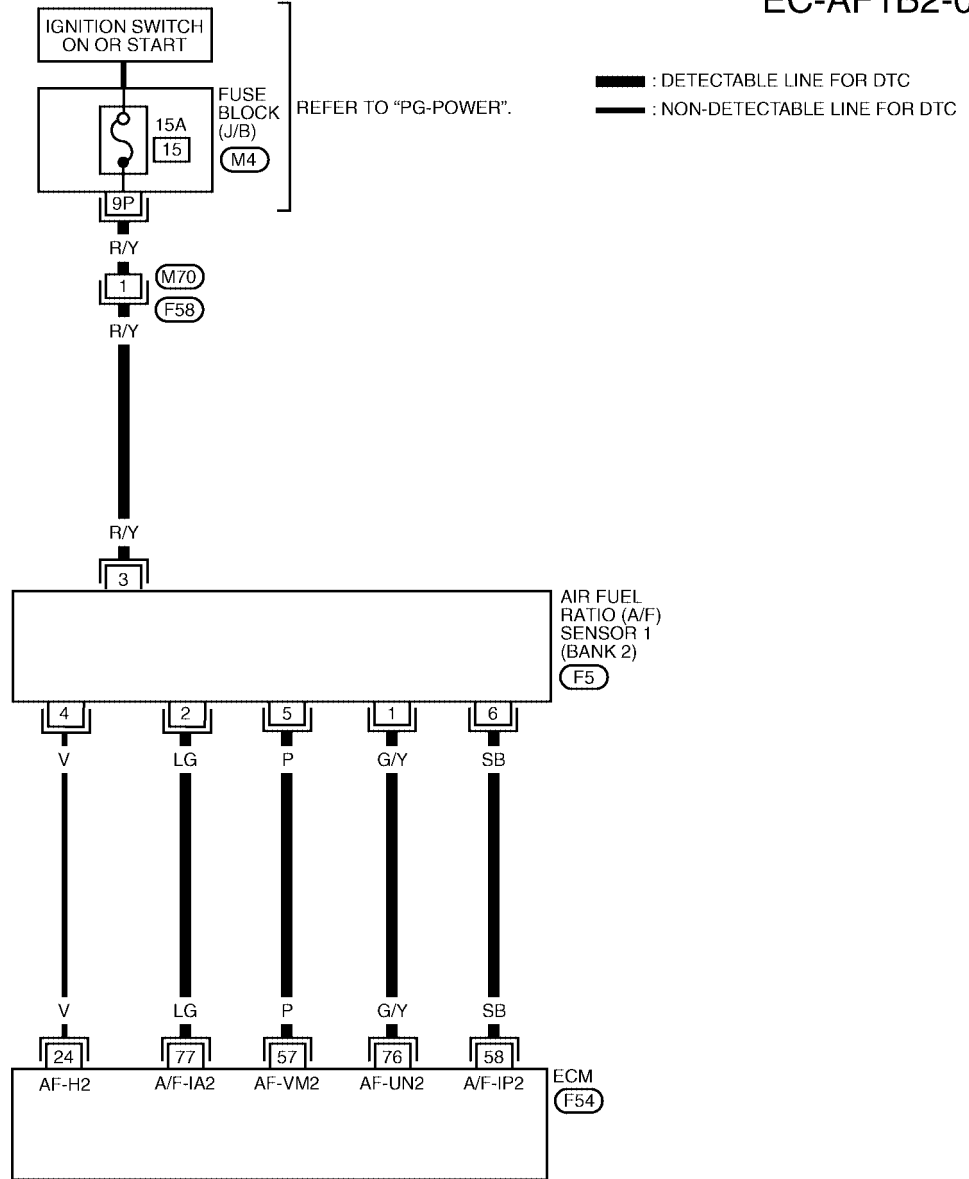 EC-AF1B2-0
IGNITION SWITCH
ON OR START
FUSE
BLOCK
(J/B)
M4
15A
15
REFER TO “PG-POWER”.
: DETECTABLE LINE FOR DTC
: NON-DETECTABLE LINE FOR DTC
9P
R/Y
1
M70
F58
R/Y
R/Y
3
AIR FUEL
RATIO (A/F)
SENSOR 1
(BANK 2)
F5
4 2 5 1 6
V LG P G/Y SB
V LG P G/Y SB
24 77 57 76 58
AF-H2 A/F-IA2 AF-VM2 AF-UN2 A/F-IP2
ECM
F54